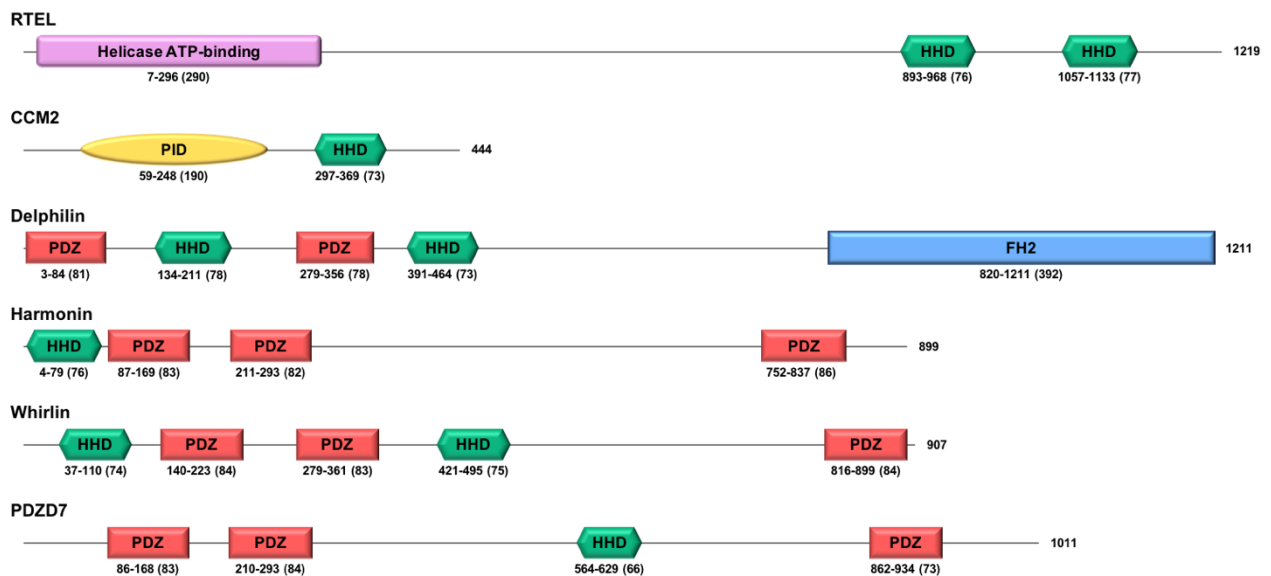 RTEL
Helicase ATP-binding HHD HHD 1219
7-296 (290) 893-968 (76) 1057-1133 (77)
CCM2
PID HHD 444
59-248 (190) 297-369 (73)
Delphilin
PDZ HHD PDZ HHD FH2 1211
3-84 (81) 134-211 (78) 279-356 (78) 391-464 (73) 820-1211 (392)
Harmonin
HHD PDZ PDZ PDZ 899
4-79 (76) 87-169 (83) 211-293 (82) 752-837 (86)
Whirlin
HHD PDZ PDZ HHD PDZ 907
37-110 (74) 140-223 (84) 279-361 (83) 421-495 (75) 816-899 (84)
PDZD7
PDZ PDZ HHD PDZ 1011
86-168 (83) 210-293 (84) 564-629 (66) 862-934 (73)